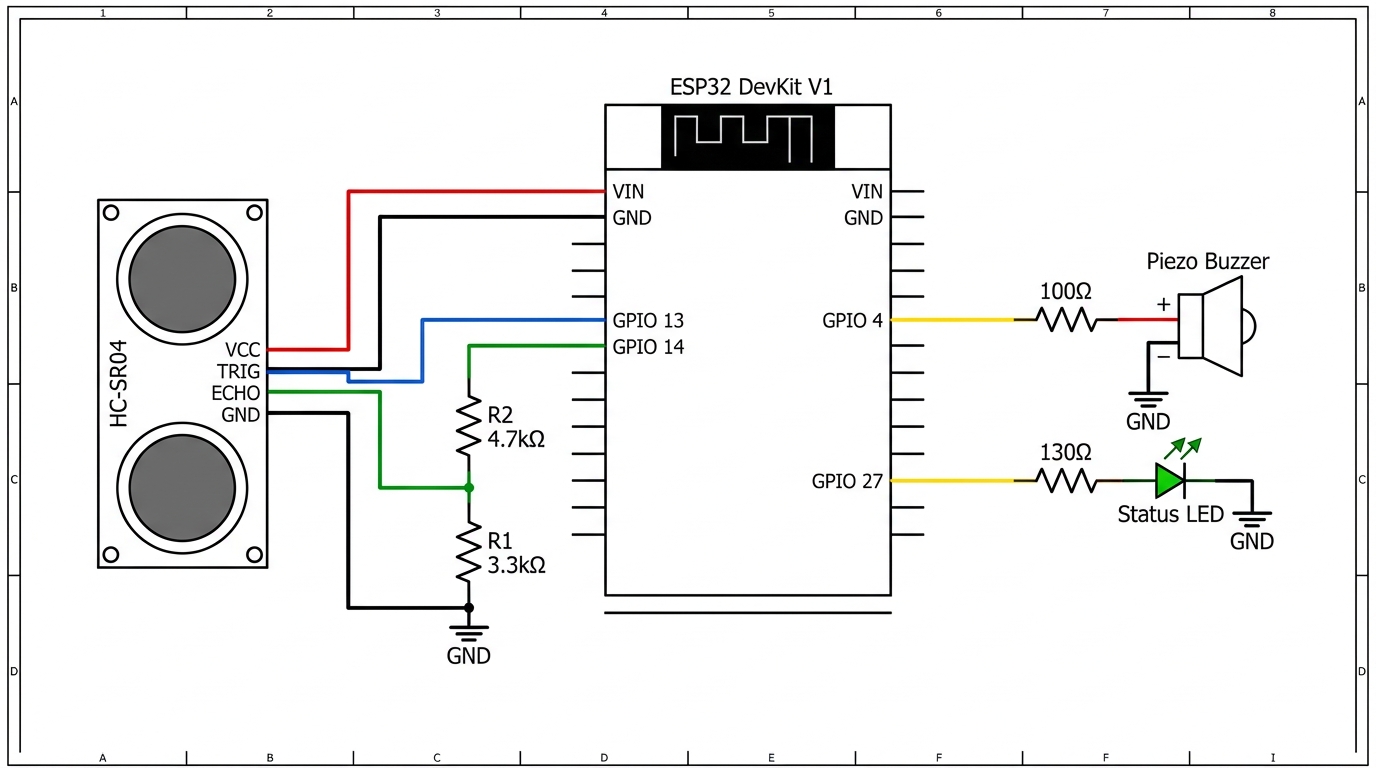 1 2 3 4 5 6 7 8
ESP32 DevKit V1
A A
VIN VIN
GND GND
Piezo Buzzer
B B
100Ω
+
GPIO 13 GPIO 4
GPIO 14
−
HC-SR04
VCC
TRIG
ECHO
GND
R2
4.7kΩ
GND
130Ω
C C
GPIO 27
Status LED
GND
R1
3.3kΩ
GND
D D
A B C D E F F I